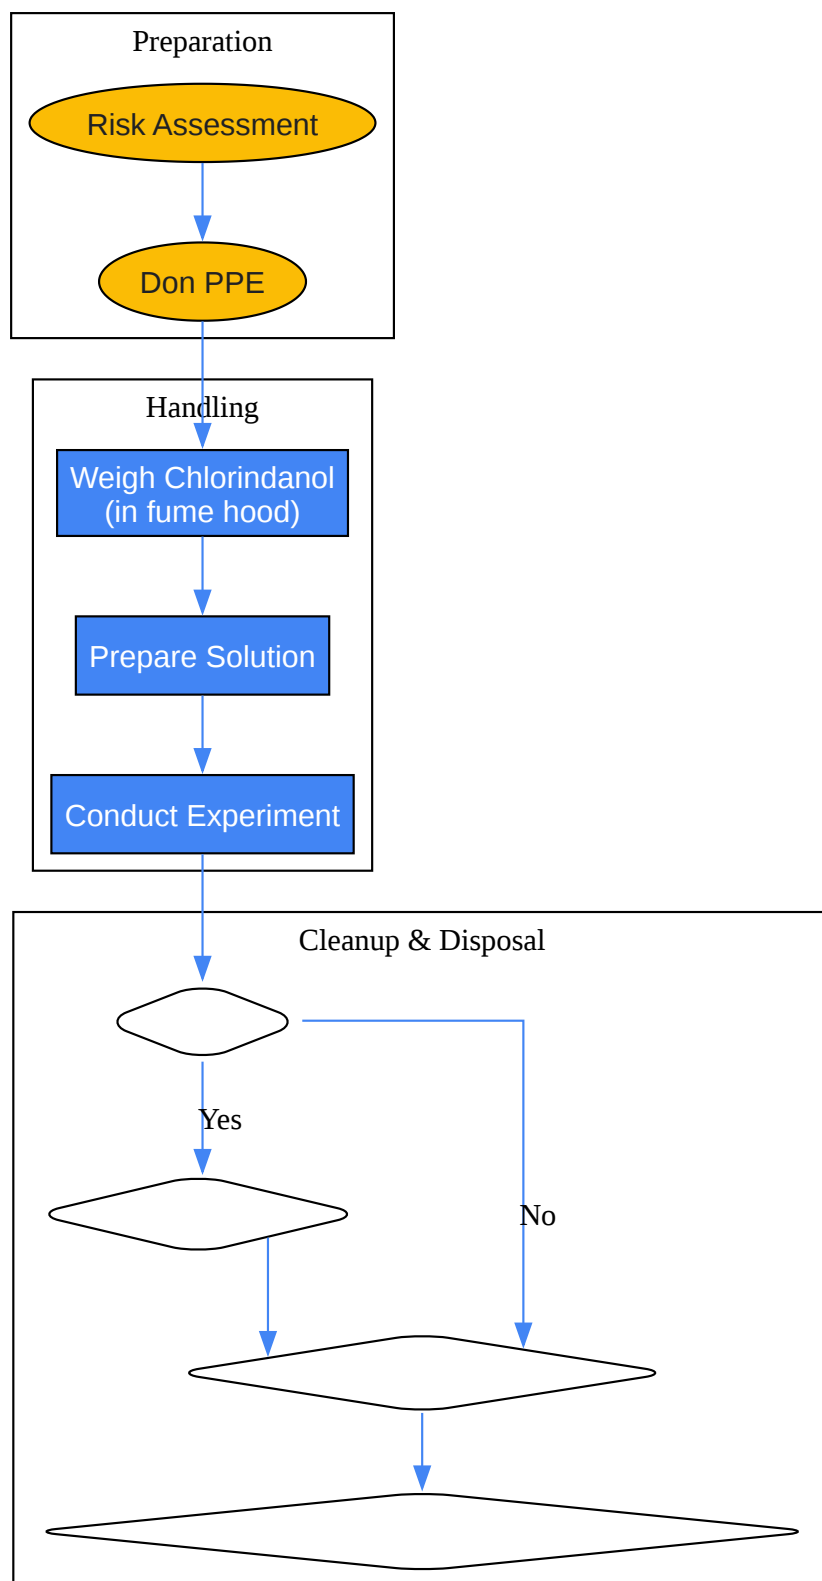 Preparation
Risk Assessment
Don PPE
Handling
Weigh Chlorindanol
(in fume hood)
Prepare Solution
Conduct Experiment
Cleanup & Disposal
Yes
No